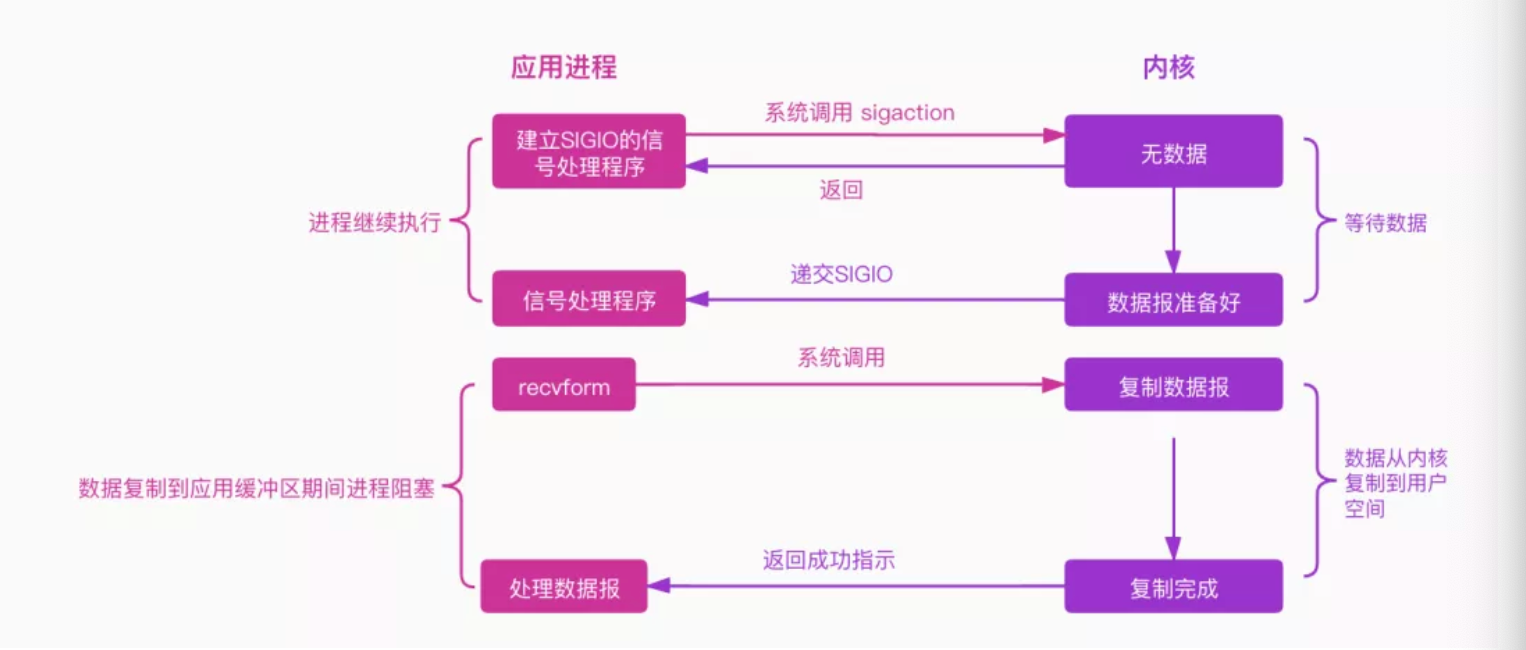 应用进程
内核
系统调用 sigaction
建立SIGIO的信
号处理程序
无数据
返回
进程继续执行
等待数据
递交SIGIO
信号处理程序
数据报准备好
系统调用
recvform
复制数据报
数据复制到应用缓冲区期间进程阻塞
数据从内核
复制到用户
空间
返回成功指示
处理数据报
复制完成